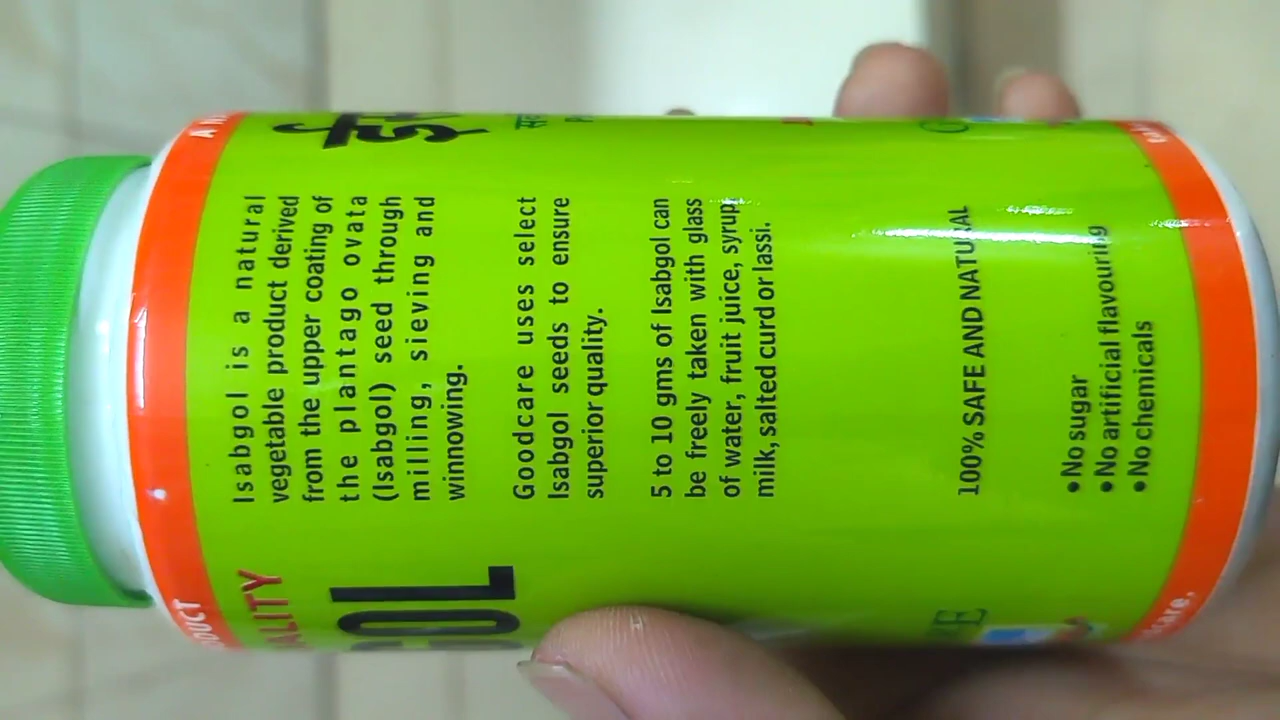 Isabgol is a natural
vegetable product derived
from the upper coating of
the plantago ovata
(Isabgol) seed through
milling, sieving and
winnowing.
Goodcare uses select
Isabgol seeds to ensure
superior quality.
5 to 10 gms of Isabgol can
be freely taken with glass
of water, fruit juice, syrup,
milk, salted curd or lassi.
100% SAFE AND NATURAL
• No sugar
• No artificial flavouring
• No chemicals